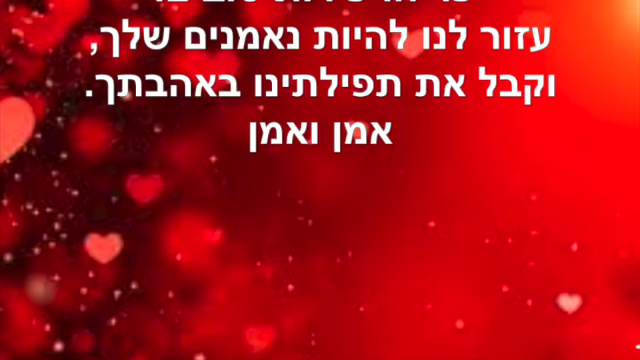 עזור לנו להיות נאמנים שלך,
וקבל את תפילתינו באהבתך.
אמן ואמן